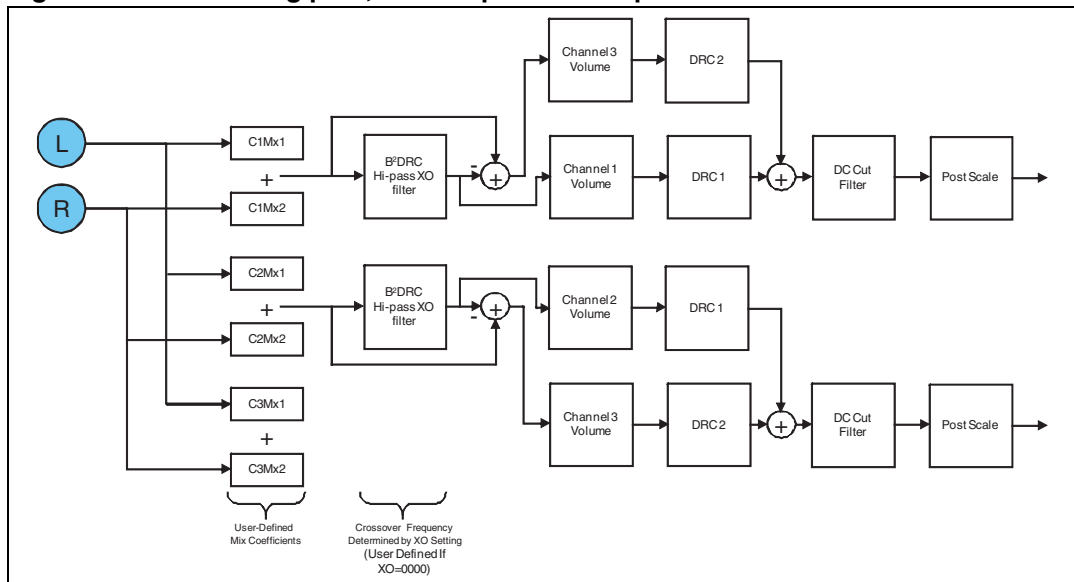 Channel 3
Volume
DRC 2
L
C1Mx1
+
B²DRC
Hi-pass XO
filter
-
+
Channel 1
Volume
DRC 1
+
DC Cut
Filter
Post Scale
R
C1Mx2
C2Mx1
+
B²DRC
Hi-pass XO
filter
-
+
Channel 2
Volume
DRC 1
C2Mx2
C3Mx1
+
Channel 3
Volume
DRC 2
+
DC Cut
Filter
Post Scale
C3Mx2
User-Defined
Mix Coefficients
Crossover Frequency
Determined by XO Setting
(User Defined If
XO=0000)